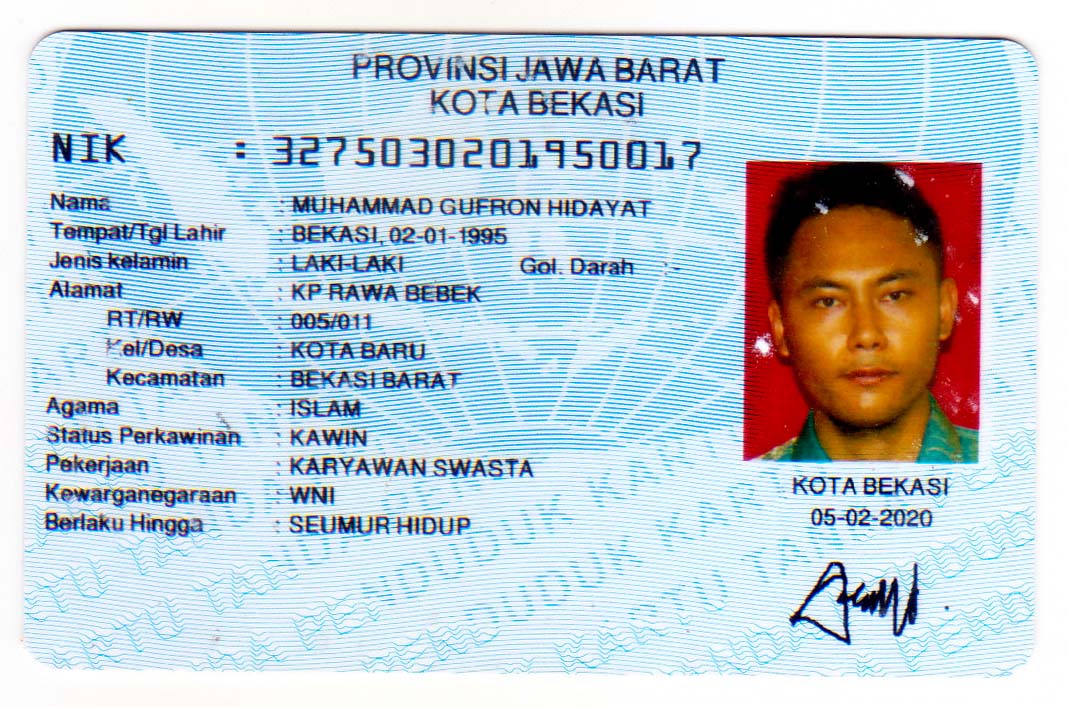 PROVINSI JAWA BARAT
KOTA BEKASI
NIK : 3275030201950017
Nama : MUHAMMAD GUFRON HIDAYAT
Tempat/Tgl Lahir : BEKASI, 02-01-1995
Jenis kelamin : LAKI-LAKI Gol. Darah : -
Alamat : KP RAWA BEBEK
RT/RW : 005/011
Kel/Desa : KOTA BARU
Kecamatan : BEKASI BARAT
Agama : ISLAM
Status Perkawinan : KAWIN
Pekerjaan : KARYAWAN SWASTA
Kewarganegaraan : WNI
Berlaku Hingga : SEUMUR HIDUP
KOTA BEKASI
05-02-2020